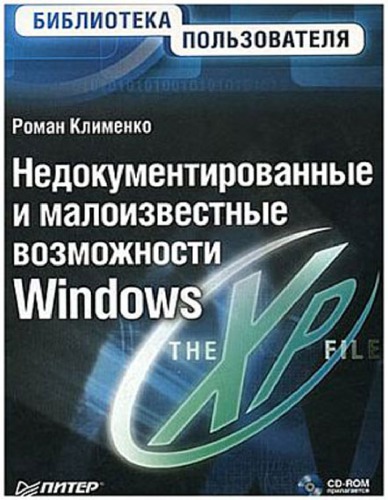 БИБЛИОТЕКА
ПОЛЬЗОВАТЕЛЯ
Роман Клименко
Недокументированные
и малоизвестные
возможности
Windows
XP
THE FILE
ПИТЕР
CD-ROM
прилагается